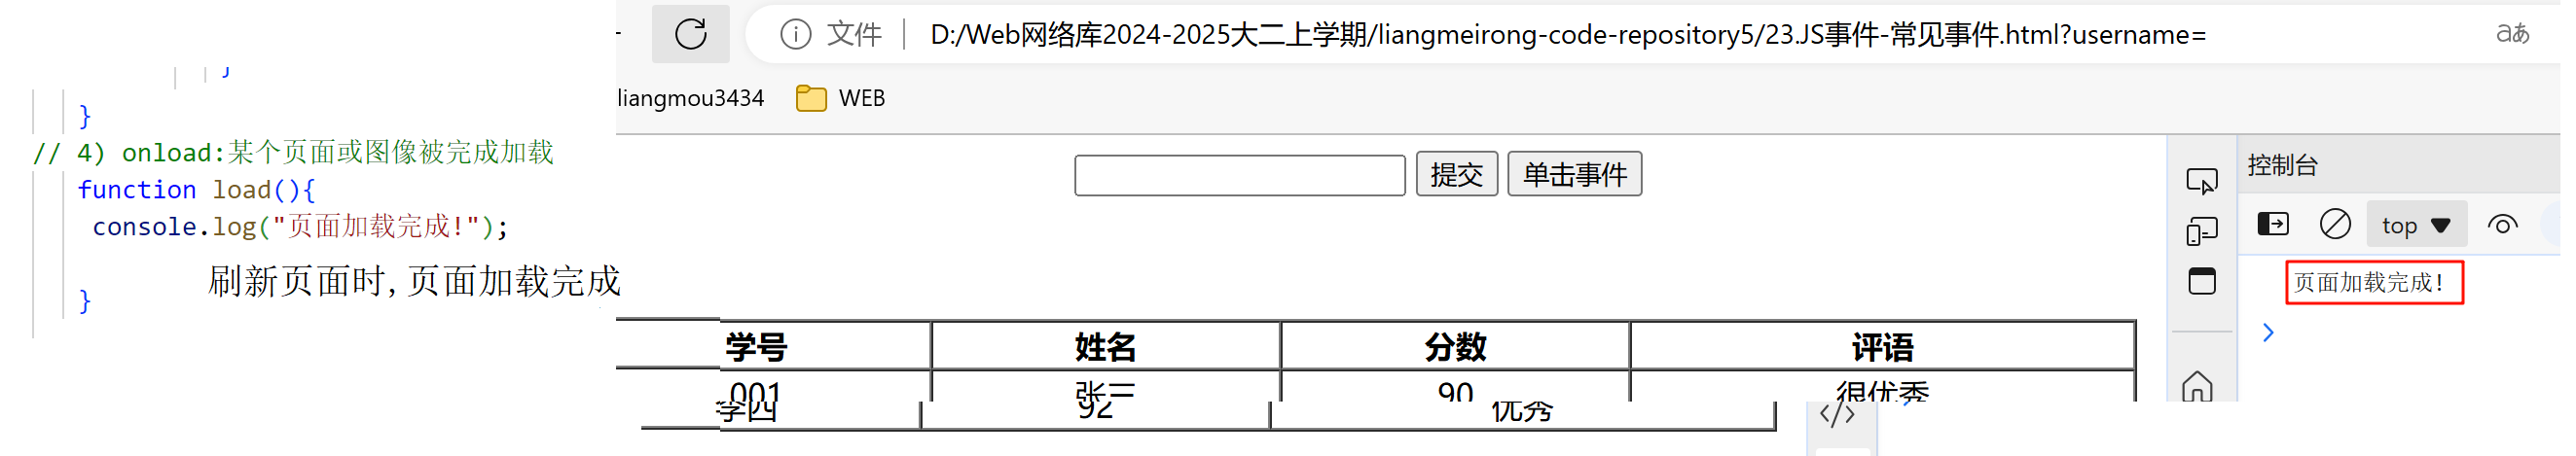 }
}
// 4) onload:某个页面或图像被完成加载
function load(){
console.log("页面加载完成!");
刷新页面时,页面加载完成
}
文件 D:/Web网络库2024-2025大二上学期/liangmeirong-code-repository5/23.JS事件-常见事件.html?username= aあ
liangmou3434 WEB
提交 单击事件
控制台
top
页面加载完成!
学号 姓名 分数 评语
001 张三 90 很优秀
李四 92 优秀